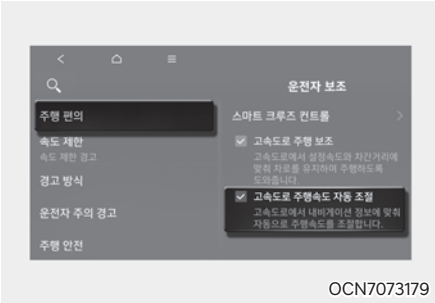 운전자 보조
주행 편의
스마트 크루즈 컨트롤
속도 제한
속도 제한 경고
고속도로 주행 보조
고속도로에서 설정속도와 차간거리에
맞춰 차로를 유지하며 주행하도록
도와줍니다.
경고 방식
고속도로 주행속도 자동 조절
고속도로에서 내비게이션 정보에 맞춰
자동으로 주행속도를 조절합니다.
운전자 주의 경고
주행 안전
OCN7073179